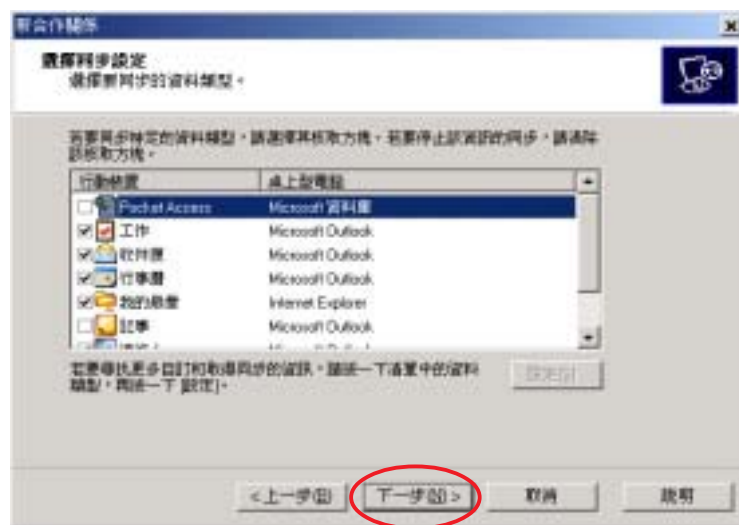 新合作關係
選擇同步設定
選擇要同步的資料類型。
若要同步特定的資料類型，請選擇其核取方塊。若要停止該資訊的同步，請清除
該核取方塊。
行動裝置 桌上型電腦
Pocket Access Microsoft 資料庫
工作 Microsoft Outlook
收件匣 Microsoft Outlook
行事曆 Microsoft Outlook
我的最愛 Internet Explorer
記事 Microsoft Outlook
若要尋找更多自訂和取得同步的資訊，請按一下清單中的資料
類型，再按一下 [設定]。
設定(S)
<上一步(B) 下一步(N)> 取消 說明